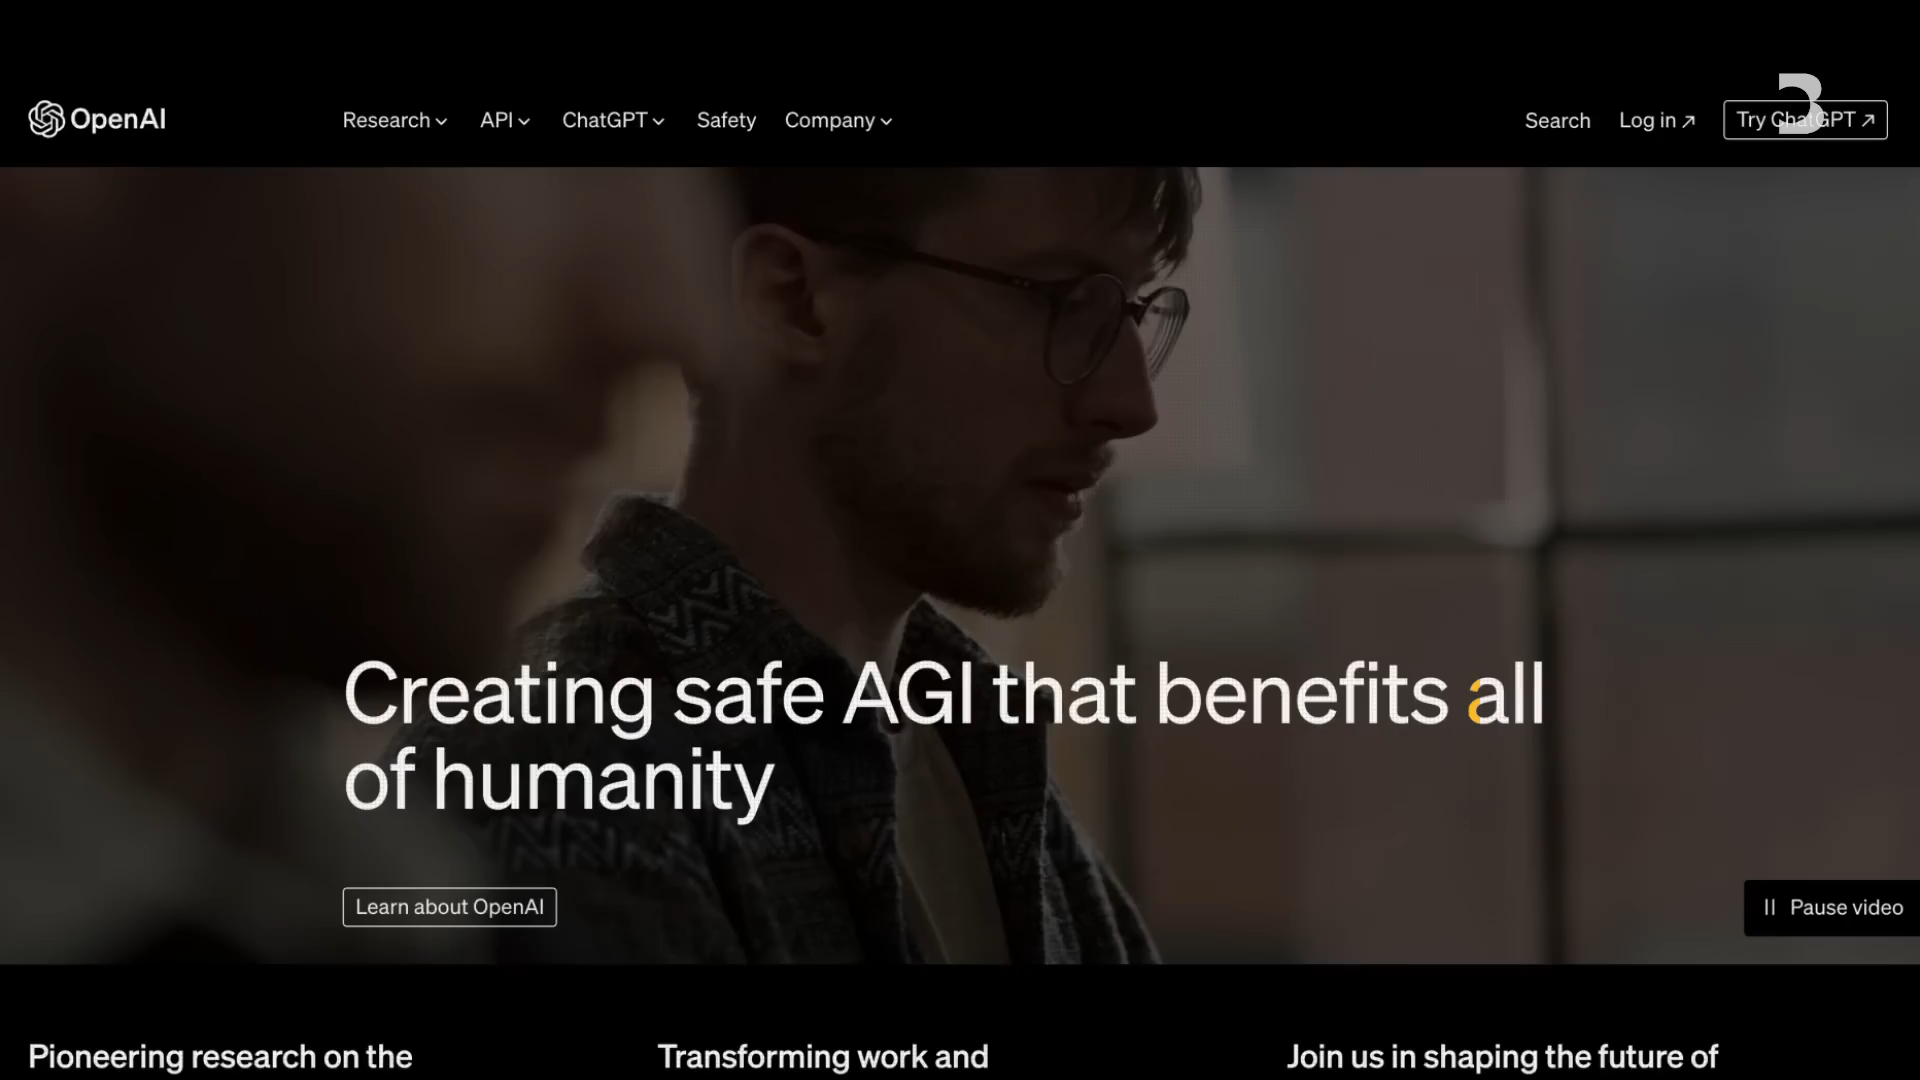 OpenAI
Research
API
ChatGPT
Safety
Company
Search
Log in ↗
Try ChatGPT ↗
3
Creating safe AGI that benefits all
of humanity
Learn about OpenAI
Pause video
Pioneering research on the
Transforming work and
Join us in shaping the future of